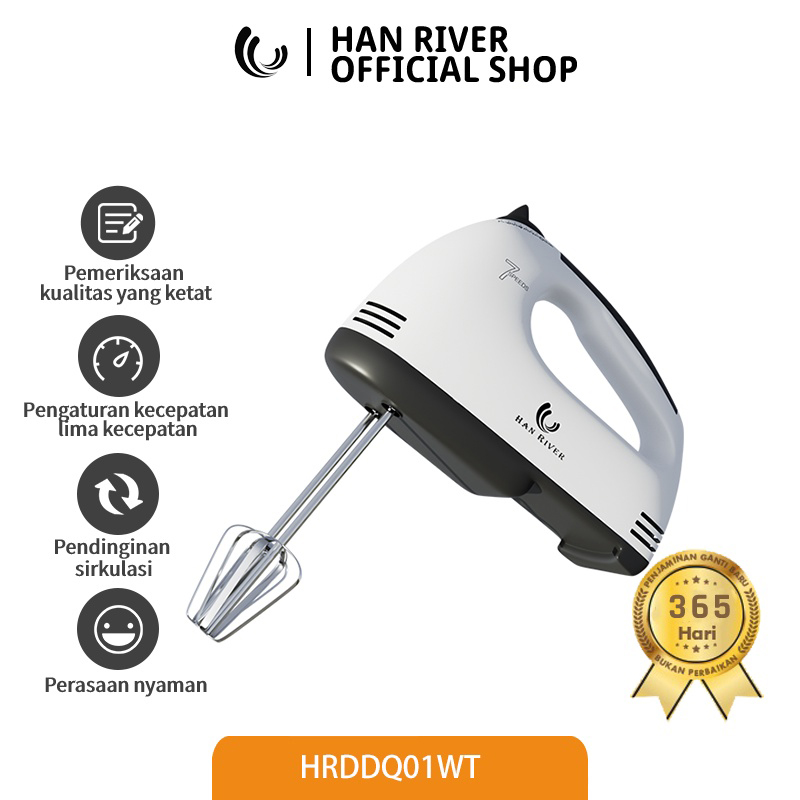 HAN RIVER
OFFICIAL SHOP
Pemeriksaan
kualitas yang ketat
Pengaturan kecepatan
lima kecepatan
Pendinginan
sirkulasi
Perasaan nyaman
7
SPEEDS
HAN RIVER
PENJAMINAN GANTI BARU
365
Hari
BUKAN PERBAIKAN
HRDDQ01WT